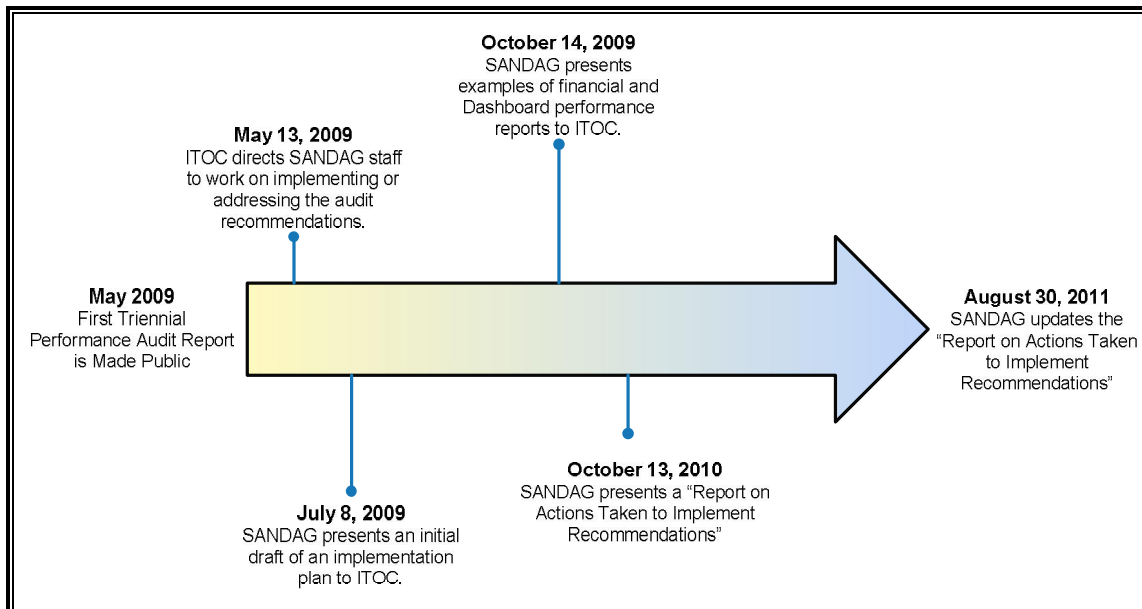 May 2009
First Triennial
Performance Audit Report
is Made Public
May 13, 2009
ITOC directs SANDAG staff
to work on implementing or
addressing the audit
recommendations.
July 8, 2009
SANDAG presents an initial
draft of an implementation
plan to ITOC.
October 14, 2009
SANDAG presents
examples of financial and
Dashboard performance
reports to ITOC.
October 13, 2010
SANDAG presents a “Report on
Actions Taken to Implement
Recommendations”
August 30, 2011
SANDAG updates the
“Report on Actions Taken
to Implement
Recommendations”